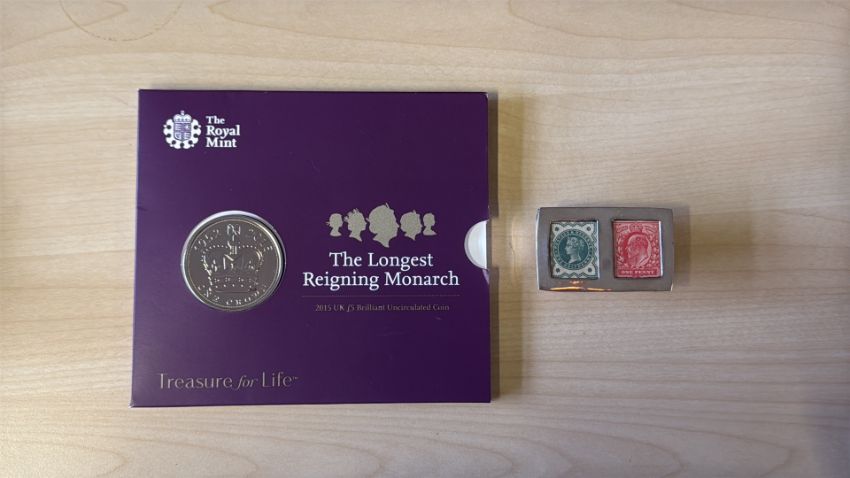 The
Royal
Mint
ONE CROWN
The Longest
Reigning Monarch
2015 UK £5 Brilliant Uncirculated Coin
Treasure for Life™
ONE PENNY